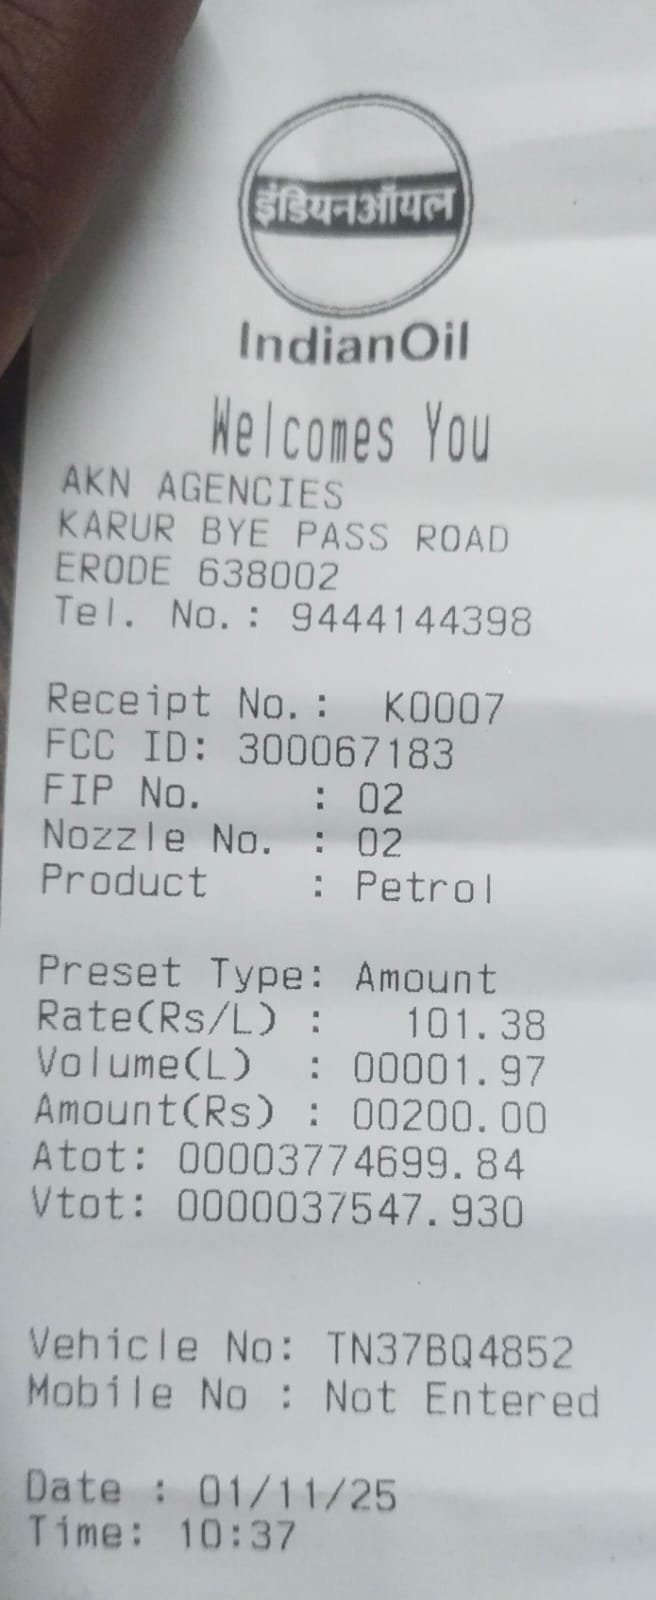 इंडियनऑयल
IndianOil
Welcomes You
AKN AGENCIES
KARUR BYE PASS ROAD
ERODE 638002
Tel. No.: 9444144398
Receipt No.: K0007
FCC ID: 300067183
FIP No. : 02
Nozzle No. : 02
Product : Petrol
Preset Type: Amount
Rate(Rs/L) : 101.38
Volume(L) : 00001.97
Amount(Rs) : 00200.00
Atot: 00003774699.84
Vtot: 0000037547.930
Vehicle No: TN37BQ4852
Mobile No : Not Entered
Date : 01/11/25
Time: 10:37